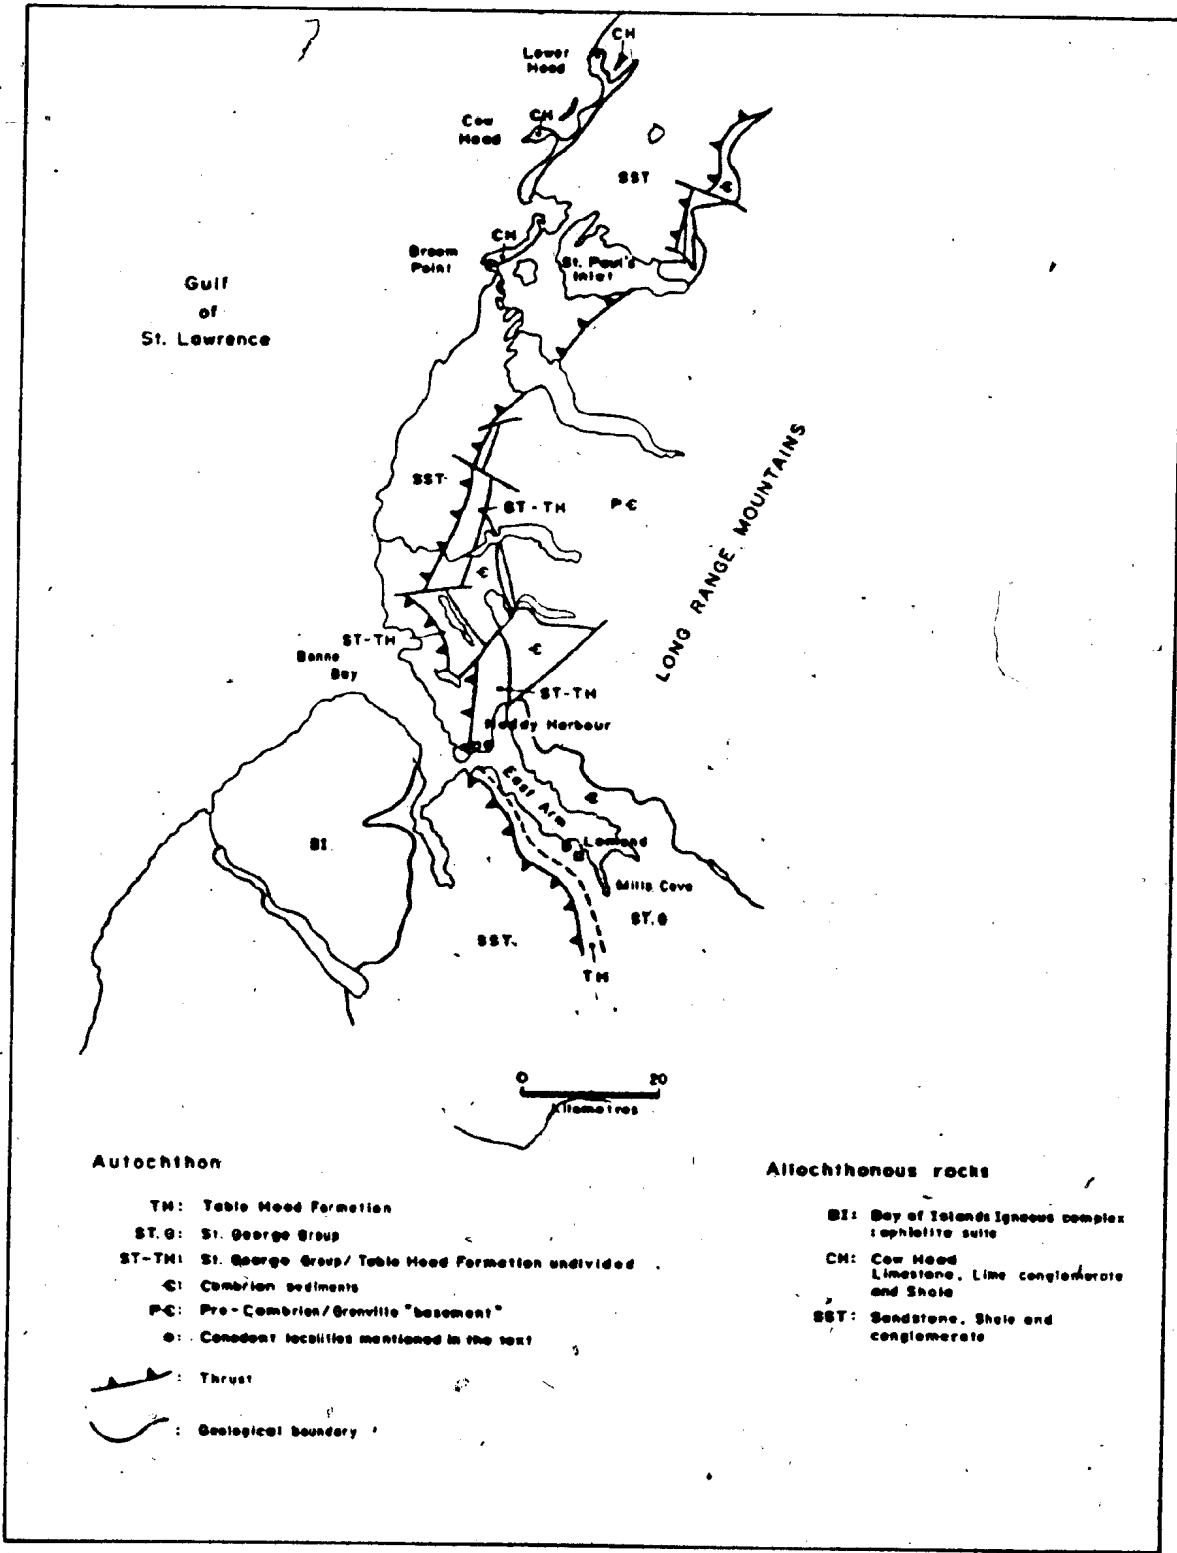 CH
Lower
Head
CH
Cow
Head
SST
Є
CH
Broom
Point
St. Paul's
Inlet
Gulf
of
St. Lawrence
LONG RANGE MOUNTAINS
SST
ST-TH
PЄ
Є
ST-TH
Є
Bonne
Bay
ST-TH
Neddy Harbour
East Arm
Є
Lomond
BI
Mills Cove
ST.G
SST
TH
0 20
Kilometres
Autochthon
TH: Table Head Formation
ST.G: St. George Group
ST-TH: St. George Group/Table Head Formation undivided
Є: Cambrian sediments
PЄ: Pre-Cambrian/Grenville "basement"
: Conodont localities mentioned in the text
: Thrust
: Geological boundary
Allochthonous rocks
BI: Bay of Islands Igneous complex
: ophiolite suite
CH: Cow Head
Limestone, Lime conglomerate
and Shale
SST: Sandstone, Shale and
conglomerate